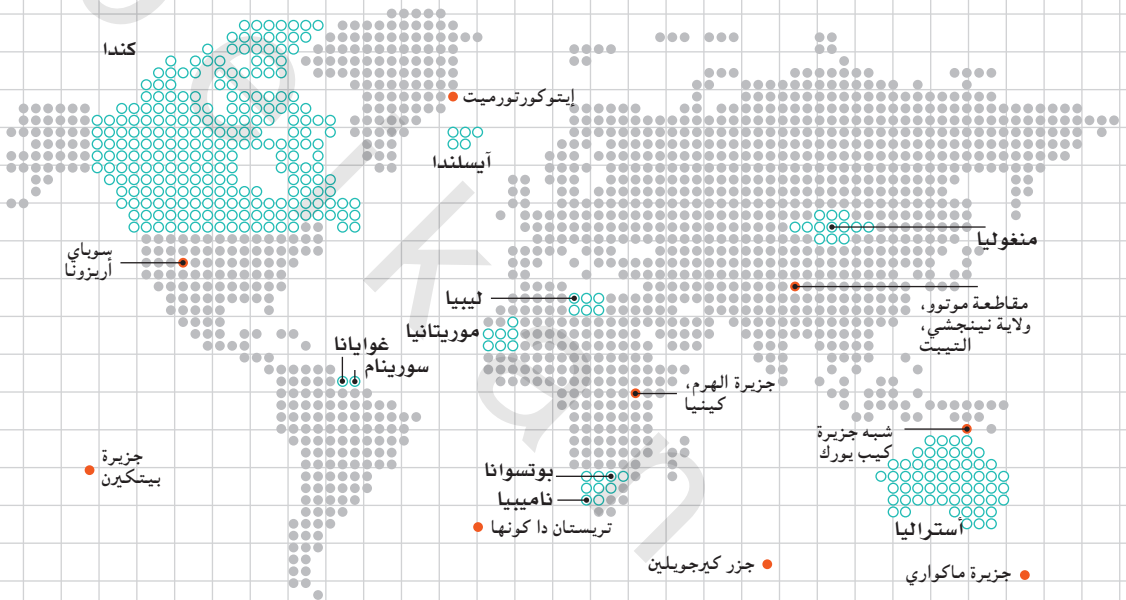 كندا
إيتوكورتورميت
آيسلندا
منغوليا
سوباي
أريزونا
ليبيا
مقاطعة موتوو،
ولاية نينجشي،
التيبت
موريتانيا
غوايانا
سورينام
جزيرة الهرم،
كينيا
شبه جزيرة
كيب يورك
جزيرة
بيتكيرن
بوتسوانا
ناميبيا
تريستان دا كونها
أستراليا
جزر كيرجويلين
جزيرة ماكواري